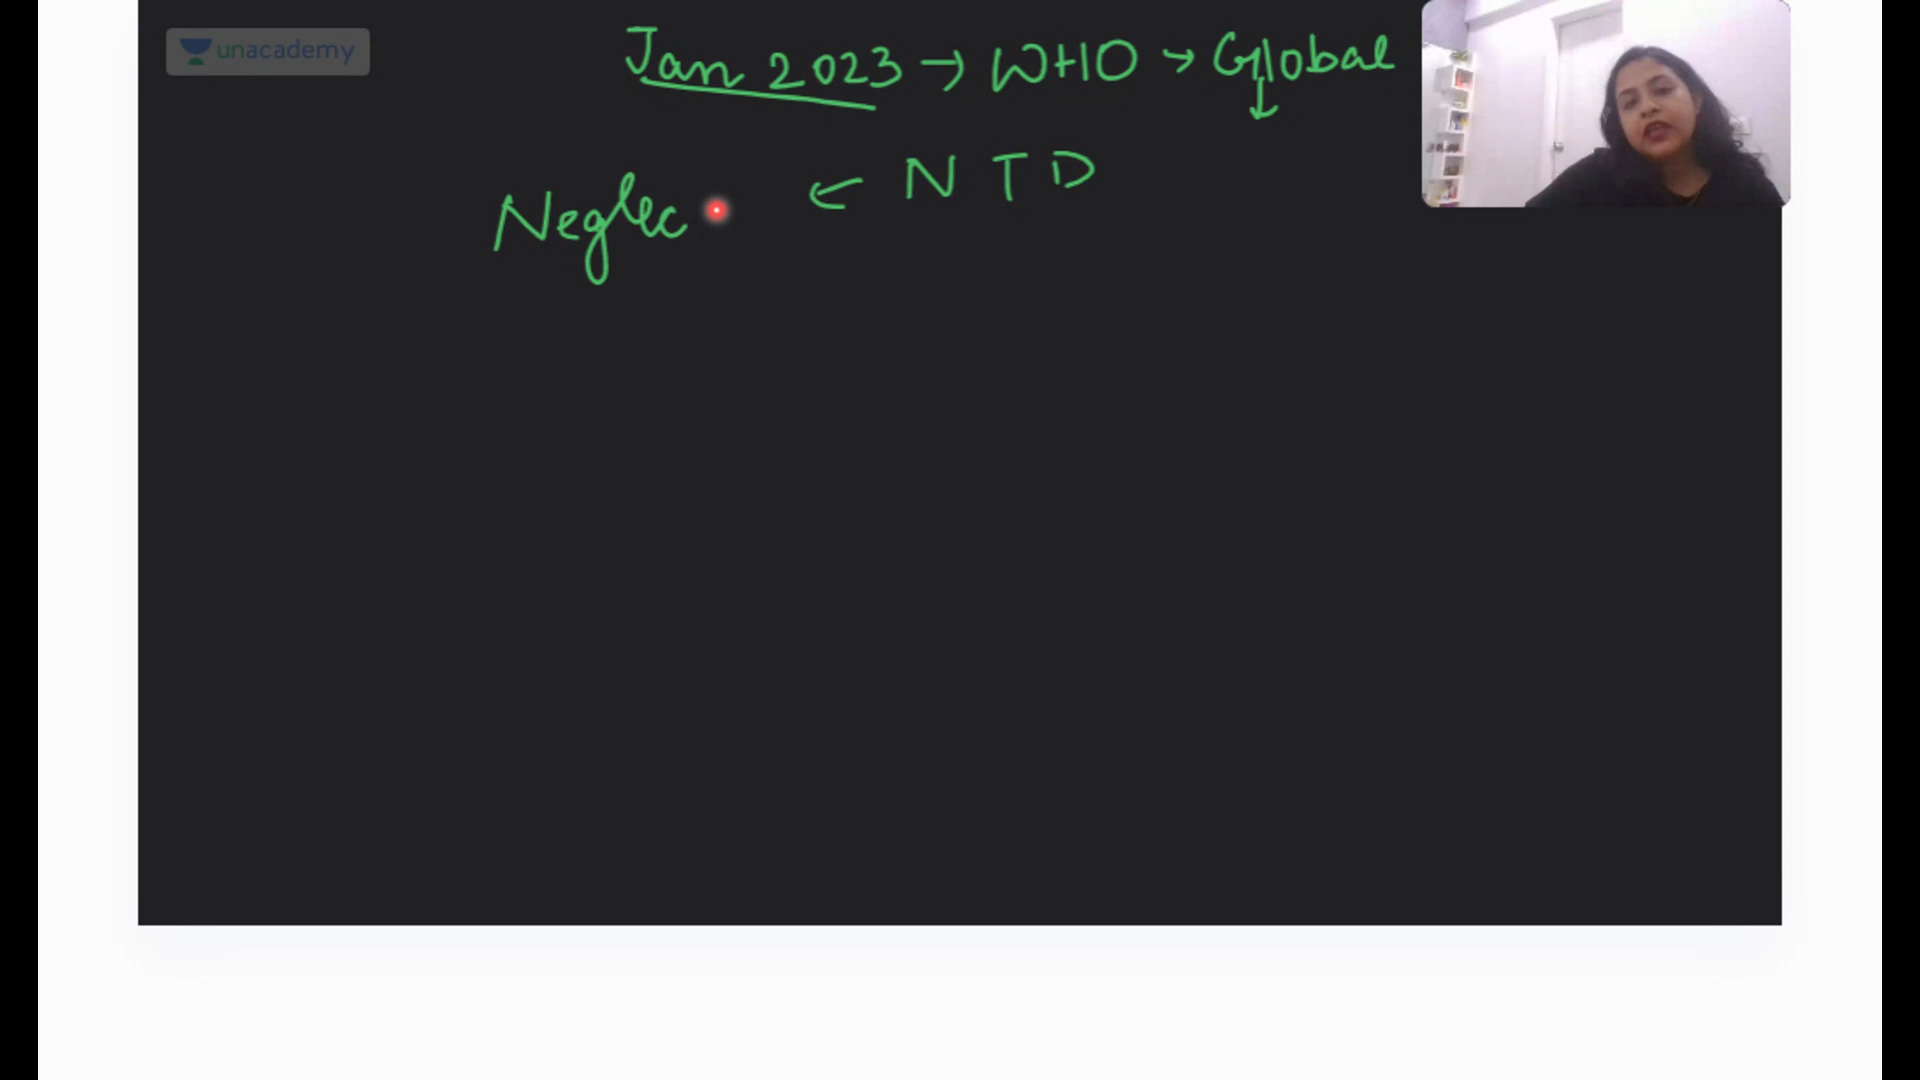 unacademy
Jan 2023 → WHO → Global
↓
Neglec ← N T D